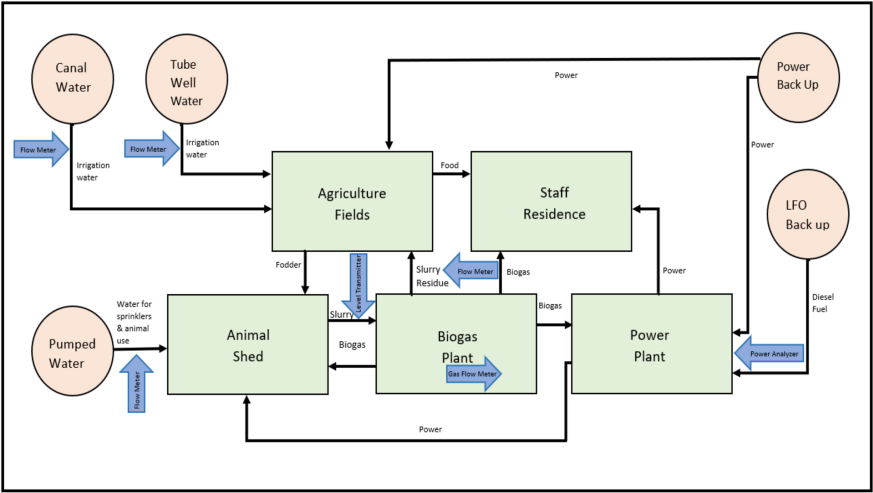 Canal
Water
Tube
Well
Water
Power
Back Up
Power
Flow Meter
Flow Meter
Irrigation
water
Irrigation
water
Power
Agriculture
Fields
Food
Staff
Residence
LFO
Back up
Fodder
Level Transmitter
Slurry
Residue
Flow Meter
Biogas
Power
Diesel
Fuel
Water for
sprinklers
& animal
use
Slurry
Biogas
Pumped
Water
Animal
Shed
Biogas
Biogas
Plant
Gas Flow Meter
Power
Plant
Power Analyzer
Flow Meter
Power